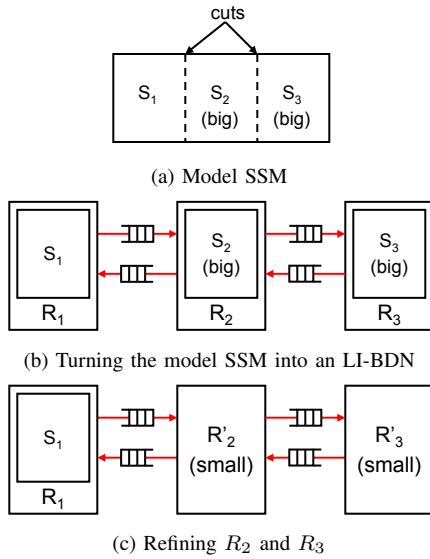 cuts
S₁ S₂ S₃
(big) (big)
(a) Model SSM
S₁ S₂ S₃
(big) (big)
R₁ R₂ R₃
(b) Turning the model SSM into an LI-BDN
S₁ R'₂ R'₃
(small) (small)
R₁
(c) Refining R₂ and R₃